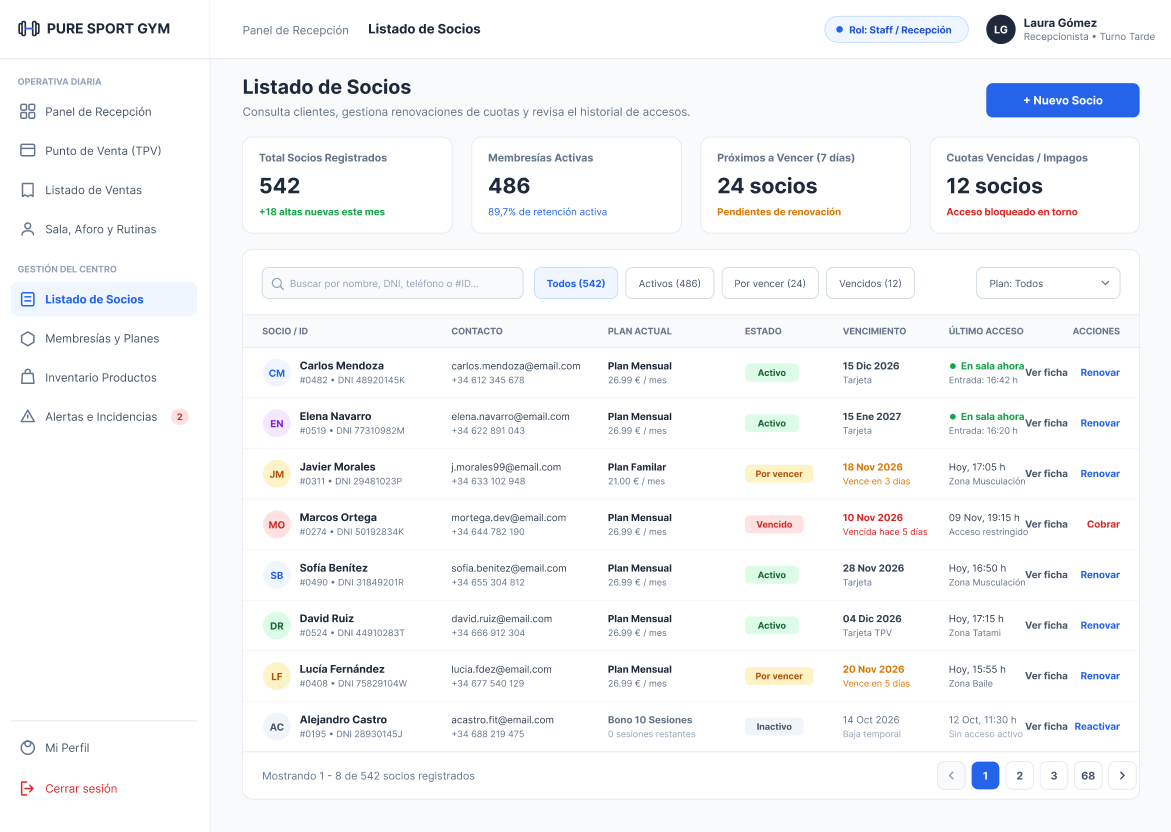 PURE SPORT GYM
Panel de Recepción
Listado de Socios
Rol: Staff / Recepción
LG
Laura Gómez
Recepcionista • Turno Tarde
OPERATIVA DIARIA
Panel de Recepción
Punto de Venta (TPV)
Listado de Ventas
Sala, Aforo y Rutinas
GESTIÓN DEL CENTRO
Listado de Socios
Membresías y Planes
Inventario Productos
Alertas e Incidencias 2
Mi Perfil
Cerrar sesión
Listado de Socios
Consulta clientes, gestiona renovaciones de cuotas y revisa el historial de accesos.
+ Nuevo Socio
Total Socios Registrados
542
+18 altas nuevas este mes
Membresías Activas
486
89,7% de retención activa
Próximos a Vencer (7 días)
24 socios
Pendientes de renovación
Cuotas Vencidas / Impagos
12 socios
Acceso bloqueado en torno
Buscar por nombre, DNI, teléfono o #ID...
Todos (542)
Activos (486)
Por vencer (24)
Vencidos (12)
Plan: Todos
SOCIO / ID CONTACTO PLAN ACTUAL ESTADO VENCIMIENTO ÚLTIMO ACCESO ACCIONES
CM
Carlos Mendoza carlos.mendoza@email.com Plan Mensual Activo 15 Dic 2026 En sala ahora Ver ficha Renovar
#0482 • DNI 48920145K +34 612 345 678 26.99 € / mes Tarjeta Entrada: 16:42 h
EN
Elena Navarro elena.navarro@email.com Plan Mensual Activo 15 Ene 2027 En sala ahora Ver ficha Renovar
#0519 • DNI 77310982M +34 622 891 043 26.99 € / mes Tarjeta Entrada: 16:20 h
JM
Javier Morales j.morales99@email.com Plan Familar Por vencer 18 Nov 2026 Hoy, 17:05 h Ver ficha Renovar
#0311 • DNI 29481023P +34 633 102 948 21.00 € / mes Vence en 3 días Zona Musculación
MO
Marcos Ortega mortega.dev@email.com Plan Mensual Vencido 10 Nov 2026 09 Nov, 19:15 h Ver ficha Cobrar
#0274 • DNI 50192834K +34 644 782 190 26.99 € / mes Vencida hace 5 días Acceso restringido
SB
Sofía Benítez sofia.benitez@email.com Plan Mensual Activo 28 Nov 2026 Hoy, 16:50 h Ver ficha Renovar
#0490 • DNI 31849201R +34 655 304 812 26.99 € / mes Tarjeta Zona Musculación
DR
David Ruiz david.ruiz@email.com Plan Mensual Activo 04 Dic 2026 Hoy, 17:15 h Ver ficha Renovar
#0524 • DNI 44910283T +34 666 912 304 26.99 € / mes Tarjeta TPV Zona Tatami
LF
Lucía Fernández lucia.fdez@email.com Plan Mensual Por vencer 20 Nov 2026 Hoy, 15:55 h Ver ficha Renovar
#0408 • DNI 75829104W +34 677 540 129 26.99 € / mes Vence en 5 días Zona Baile
AC
Alejandro Castro acastro.fit@email.com Bono 10 Sesiones Inactivo 14 Oct 2026 12 Oct, 11:30 h Ver ficha Reactivar
#0195 • DNI 28930145J +34 688 219 475 0 sesiones restantes Baja temporal Sin acceso activo
Mostrando 1 - 8 de 542 socios registrados
1 2 3 68